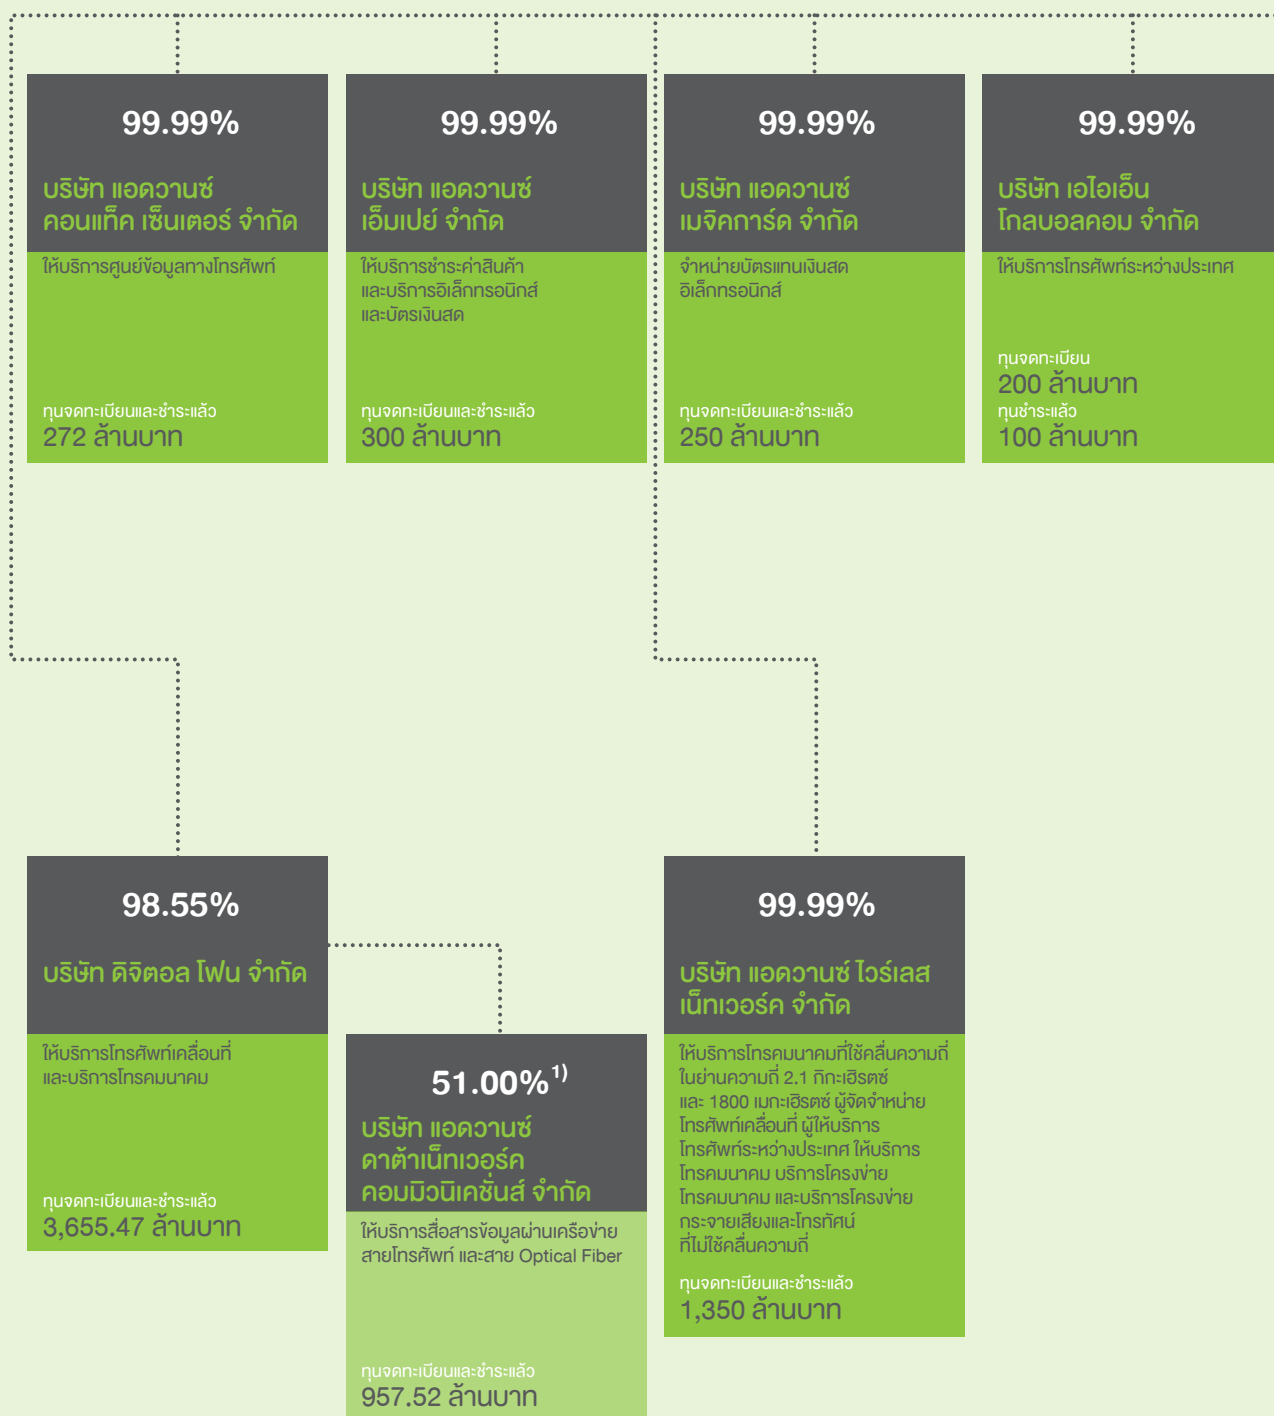 99.99%
บริษัท แอดวานซ์
คอนแท็ค เซ็นเตอร์ จำกัด
ให้บริการศูนย์ข้อมูลทางโทรศัพท์
ทุนจดทะเบียนและชำระแล้ว
272 ล้านบาท
99.99%
บริษัท แอดวานซ์
เอ็มเปย์ จำกัด
ให้บริการชำระค่าสินค้า
และบริการอิเล็กทรอนิกส์
และบัตรเงินสด
ทุนจดทะเบียนและชำระแล้ว
300 ล้านบาท
99.99%
บริษัท แอดวานซ์
เมจิคการ์ด จำกัด
จำหน่ายบัตรแทนเงินสด
อิเล็กทรอนิกส์
ทุนจดทะเบียนและชำระแล้ว
250 ล้านบาท
99.99%
บริษัท เอไอเอ็น
โกลบอลคอม จำกัด
ให้บริการโทรศัพท์ระหว่างประเทศ
ทุนจดทะเบียน
200 ล้านบาท
ทุนชำระแล้ว
100 ล้านบาท
98.55%
บริษัท ดิจิตอล โฟน จำกัด
ให้บริการโทรศัพท์เคลื่อนที่
และบริการโทรคมนาคม
ทุนจดทะเบียนและชำระแล้ว
3,655.47 ล้านบาท
51.00%¹⁾
บริษัท แอดวานซ์
ดาต้าเน็ทเวอร์ค
คอมมิวนิเคชั่นส์ จำกัด
ให้บริการสื่อสารข้อมูลผ่านเครือข่าย
สายโทรศัพท์ และสาย Optical Fiber
ทุนจดทะเบียนและชำระแล้ว
957.52 ล้านบาท
99.99%
บริษัท แอดวานซ์ ไวร์เลส
เน็ทเวอร์ค จำกัด
ให้บริการโทรคมนาคมที่ใช้คลื่นความถี่
ในย่านความถี่ 2.1 กิกะเฮิรตซ์
และ 1800 เมกะเฮิรตซ์ ผู้จัดจำหน่าย
โทรศัพท์เคลื่อนที่ ผู้ให้บริการ
โทรศัพท์ระหว่างประเทศ ให้บริการ
โทรคมนาคม บริการโครงข่าย
โทรคมนาคม และบริการโครงข่าย
กระจายเสียงและโทรทัศน์
ที่ไม่ใช้คลื่นความถี่
ทุนจดทะเบียนและชำระแล้ว
1,350 ล้านบาท